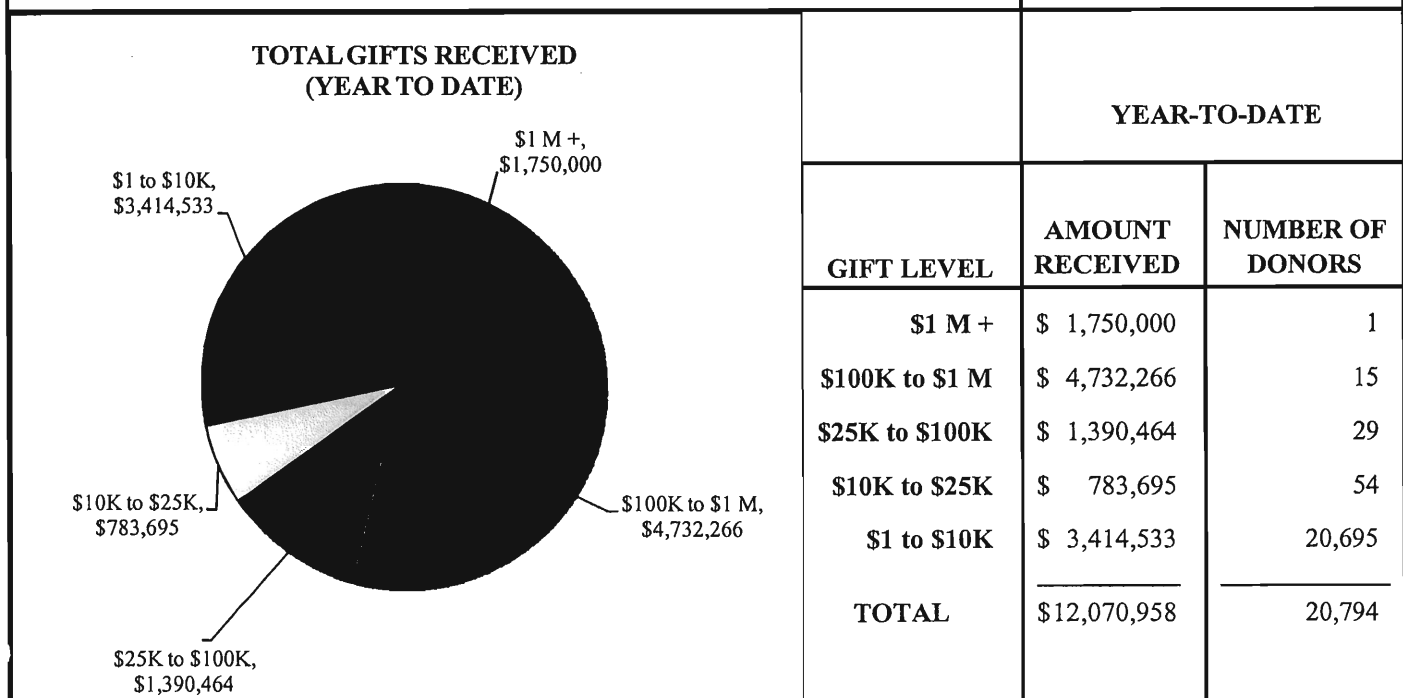 TOTAL GIFTS RECEIVED
(YEAR TO DATE)
$1 M +,
$1,750,000
$1 to $10K,
$3,414,533
$10K to $25K,
$783,695
$100K to $1 M,
$4,732,266
$25K to $100K,
$1,390,464
YEAR-TO-DATE
GIFT LEVEL AMOUNT RECEIVED NUMBER OF DONORS
$1 M + $ 1,750,000 1
$100K to $1 M $ 4,732,266 15
$25K to $100K $ 1,390,464 29
$10K to $25K $ 783,695 54
$1 to $10K $ 3,414,533 20,695
TOTAL $12,070,958 20,794